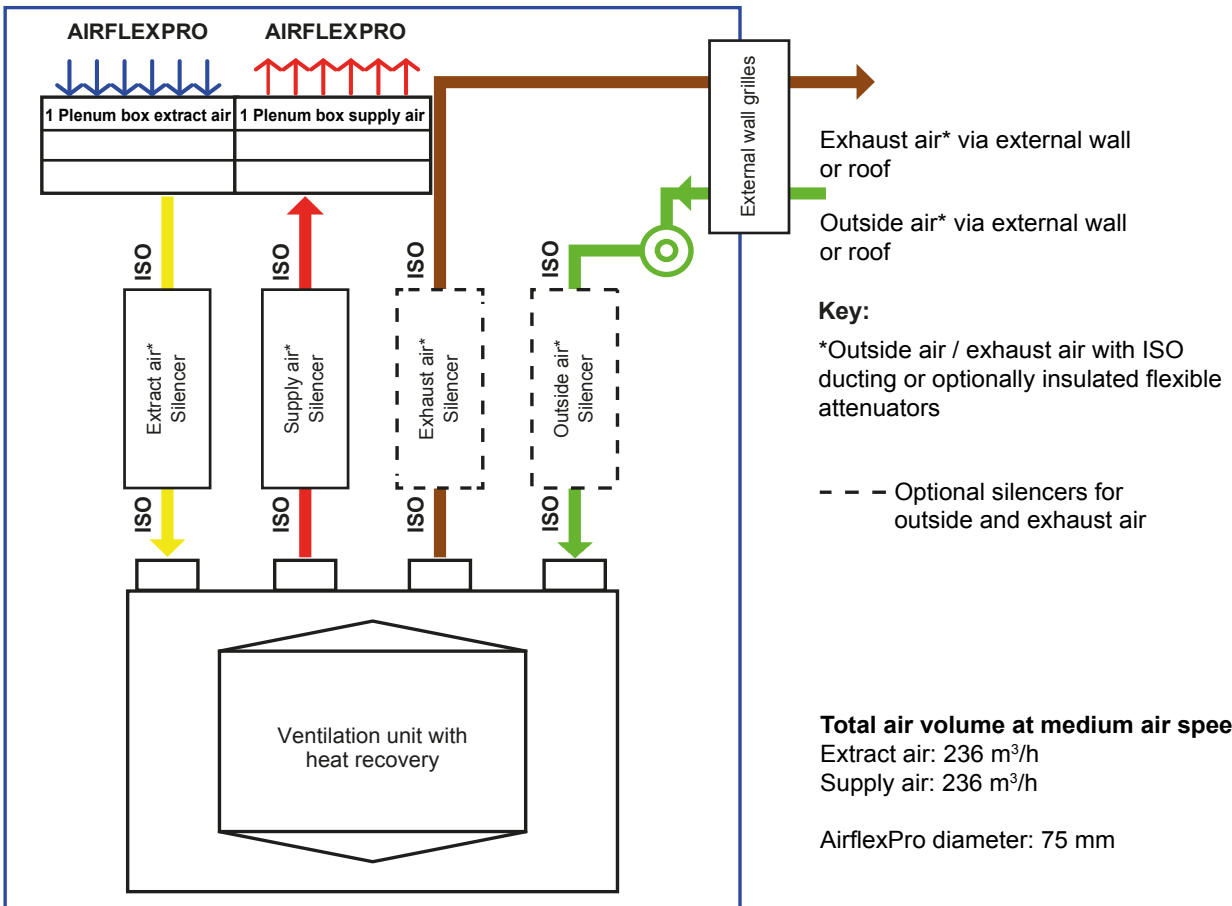 AIRFLEXPRO
AIRFLEXPRO
1 Plenum box extract air
1 Plenum box supply air
External wall grilles
Exhaust air* via external wall
or roof
Outside air* via external wall
or roof
ISO
ISO
ISO
ISO
Extract air*
Silencer
Supply air*
Silencer
Exhaust air*
Silencer
Outside air*
Silencer
ISO
ISO
ISO
ISO
Key:
*Outside air / exhaust air with ISO
ducting or optionally insulated flexible
attenuators
Optional silencers for
outside and exhaust air
Ventilation unit with
heat recovery
Total air volume at medium air spee
Extract air: 236 m³/h
Supply air: 236 m³/h
AirflexPro diameter: 75 mm